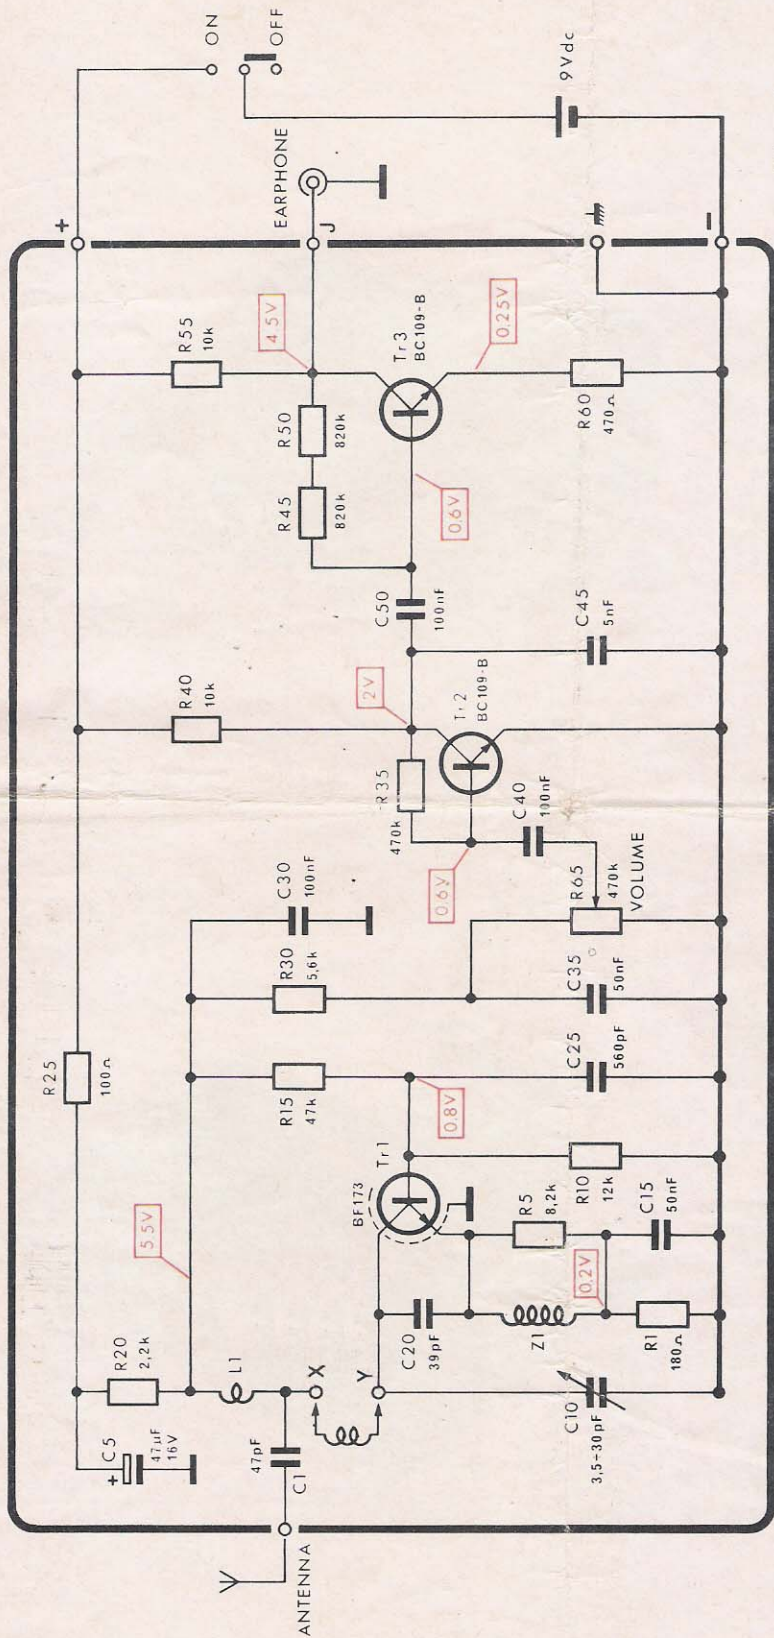 ANTENNA
C1
47pF
+
C5
47µF
16V
R20
2,2k
L1
X
Y
C10
3,5÷30pF
5.5V
C20
39pF
Z1
R1
180Ω
0.2V
R5
8,2k
C15
50nF
BF173
Tr1
R10
12k
0.8V
R15
47k
C25
560pF
R25
100Ω
R30
5,6k
C35
50nF
C30
100nF
R65
470k
VOLUME
0.6V
C40
100nF
R35
470k
Tr2
BC109-B
2V
R40
10k
C45
5nF
C50
100nF
R45
820k
R50
820k
0.6V
Tr3
BC109-B
4.5V
R55
10k
0.25V
R60
470Ω
+
J
-
EARPHONE
ON
OFF
9Vdc